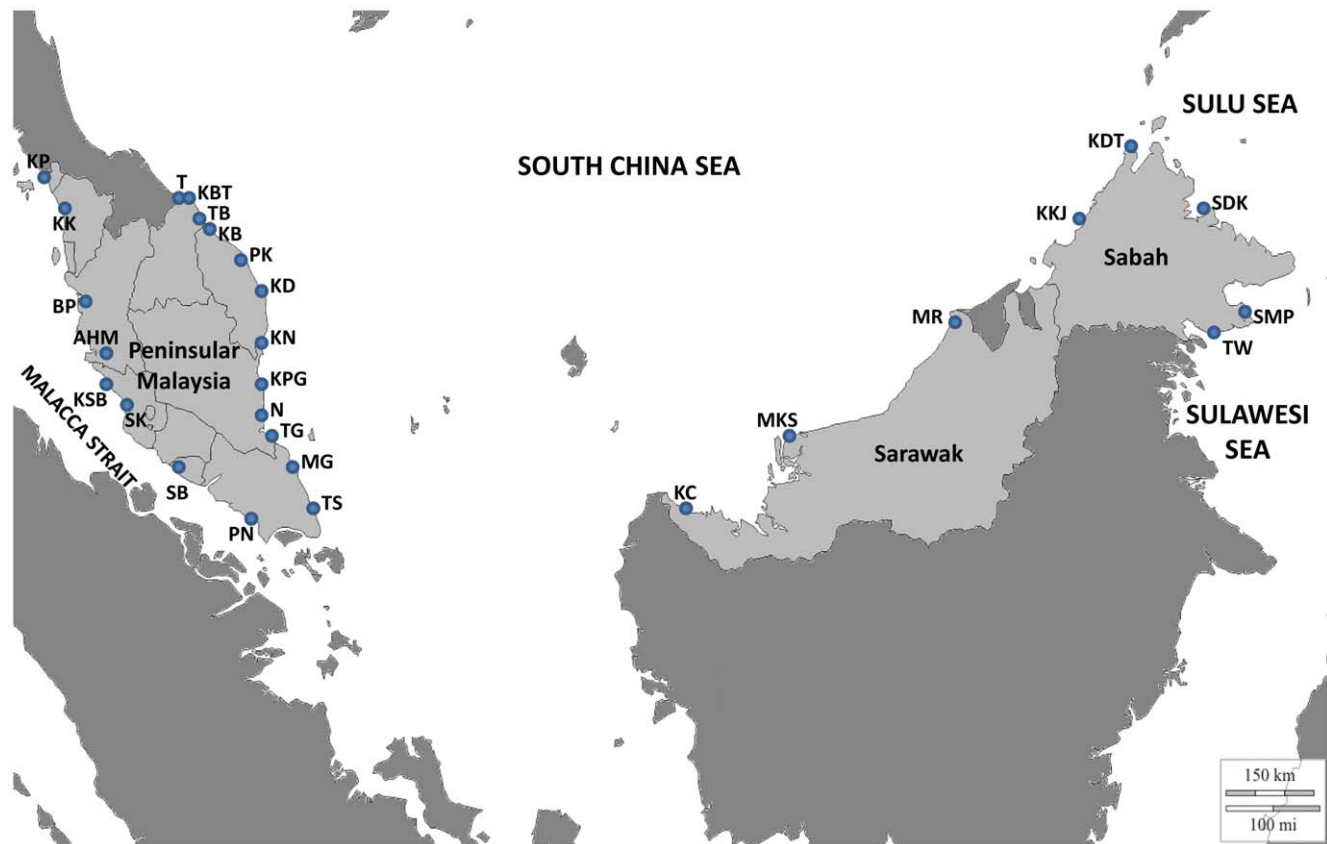 SULU SEA
KDT
SOUTH CHINA SEA
KP
T
KBT
KK
TB
KB
SDK
KKJ
PK
Sabah
KD
BP
SMP
MR
KN
TW
AHM
Peninsular
Malaysia
KPG
KSB
N
SK
MALACCA STRAIT
TG
SULAWESI
SEA
MKS
Sarawak
MG
SB
KC
TS
PN
150 km
100 mi